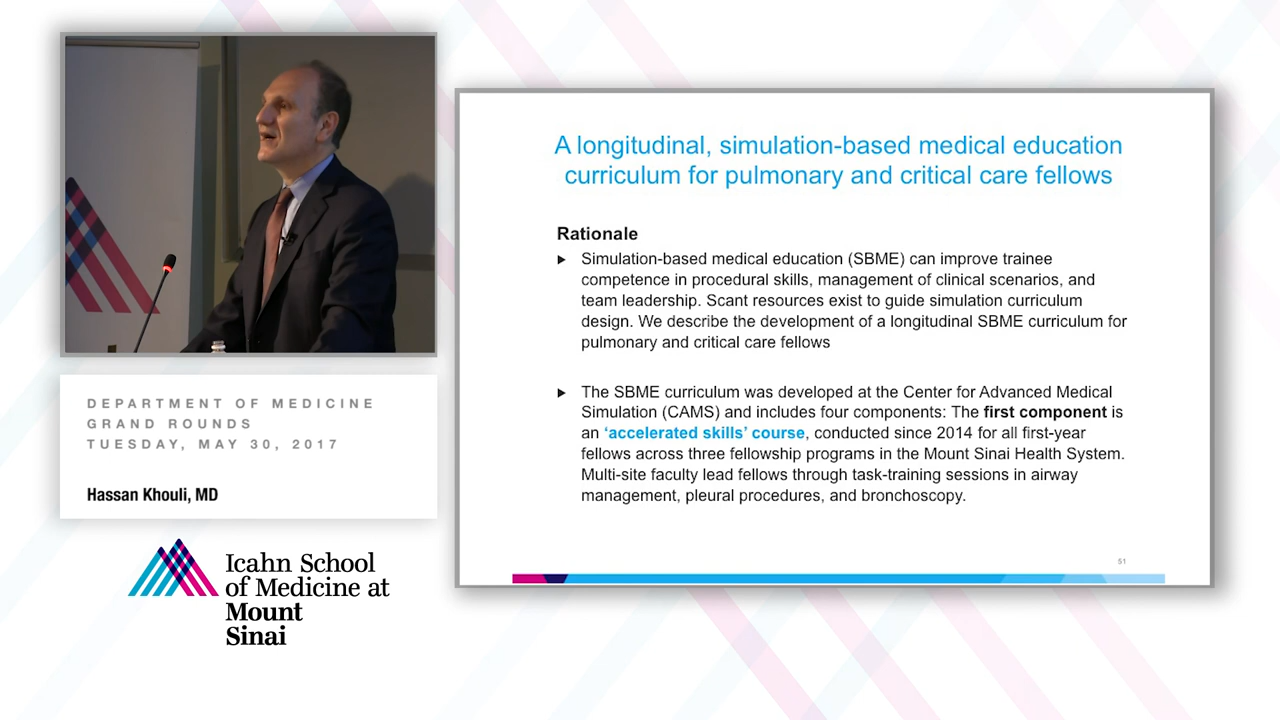 DEPARTMENT OF MEDICINE
GRAND ROUNDS
TUESDAY, MAY 30, 2017
Hassan Khouli, MD
Icahn School
of Medicine at
Mount
Sinai
A longitudinal, simulation-based medical education
curriculum for pulmonary and critical care fellows
Rationale
Simulation-based medical education (SBME) can improve trainee
competence in procedural skills, management of clinical scenarios, and
team leadership. Scant resources exist to guide simulation curriculum
design. We describe the development of a longitudinal SBME curriculum for
pulmonary and critical care fellows
The SBME curriculum was developed at the Center for Advanced Medical
Simulation (CAMS) and includes four components: The first component is
an ‘accelerated skills’ course, conducted since 2014 for all first-year
fellows across three fellowship programs in the Mount Sinai Health System.
Multi-site faculty lead fellows through task-training sessions in airway
management, pleural procedures, and bronchoscopy.
51